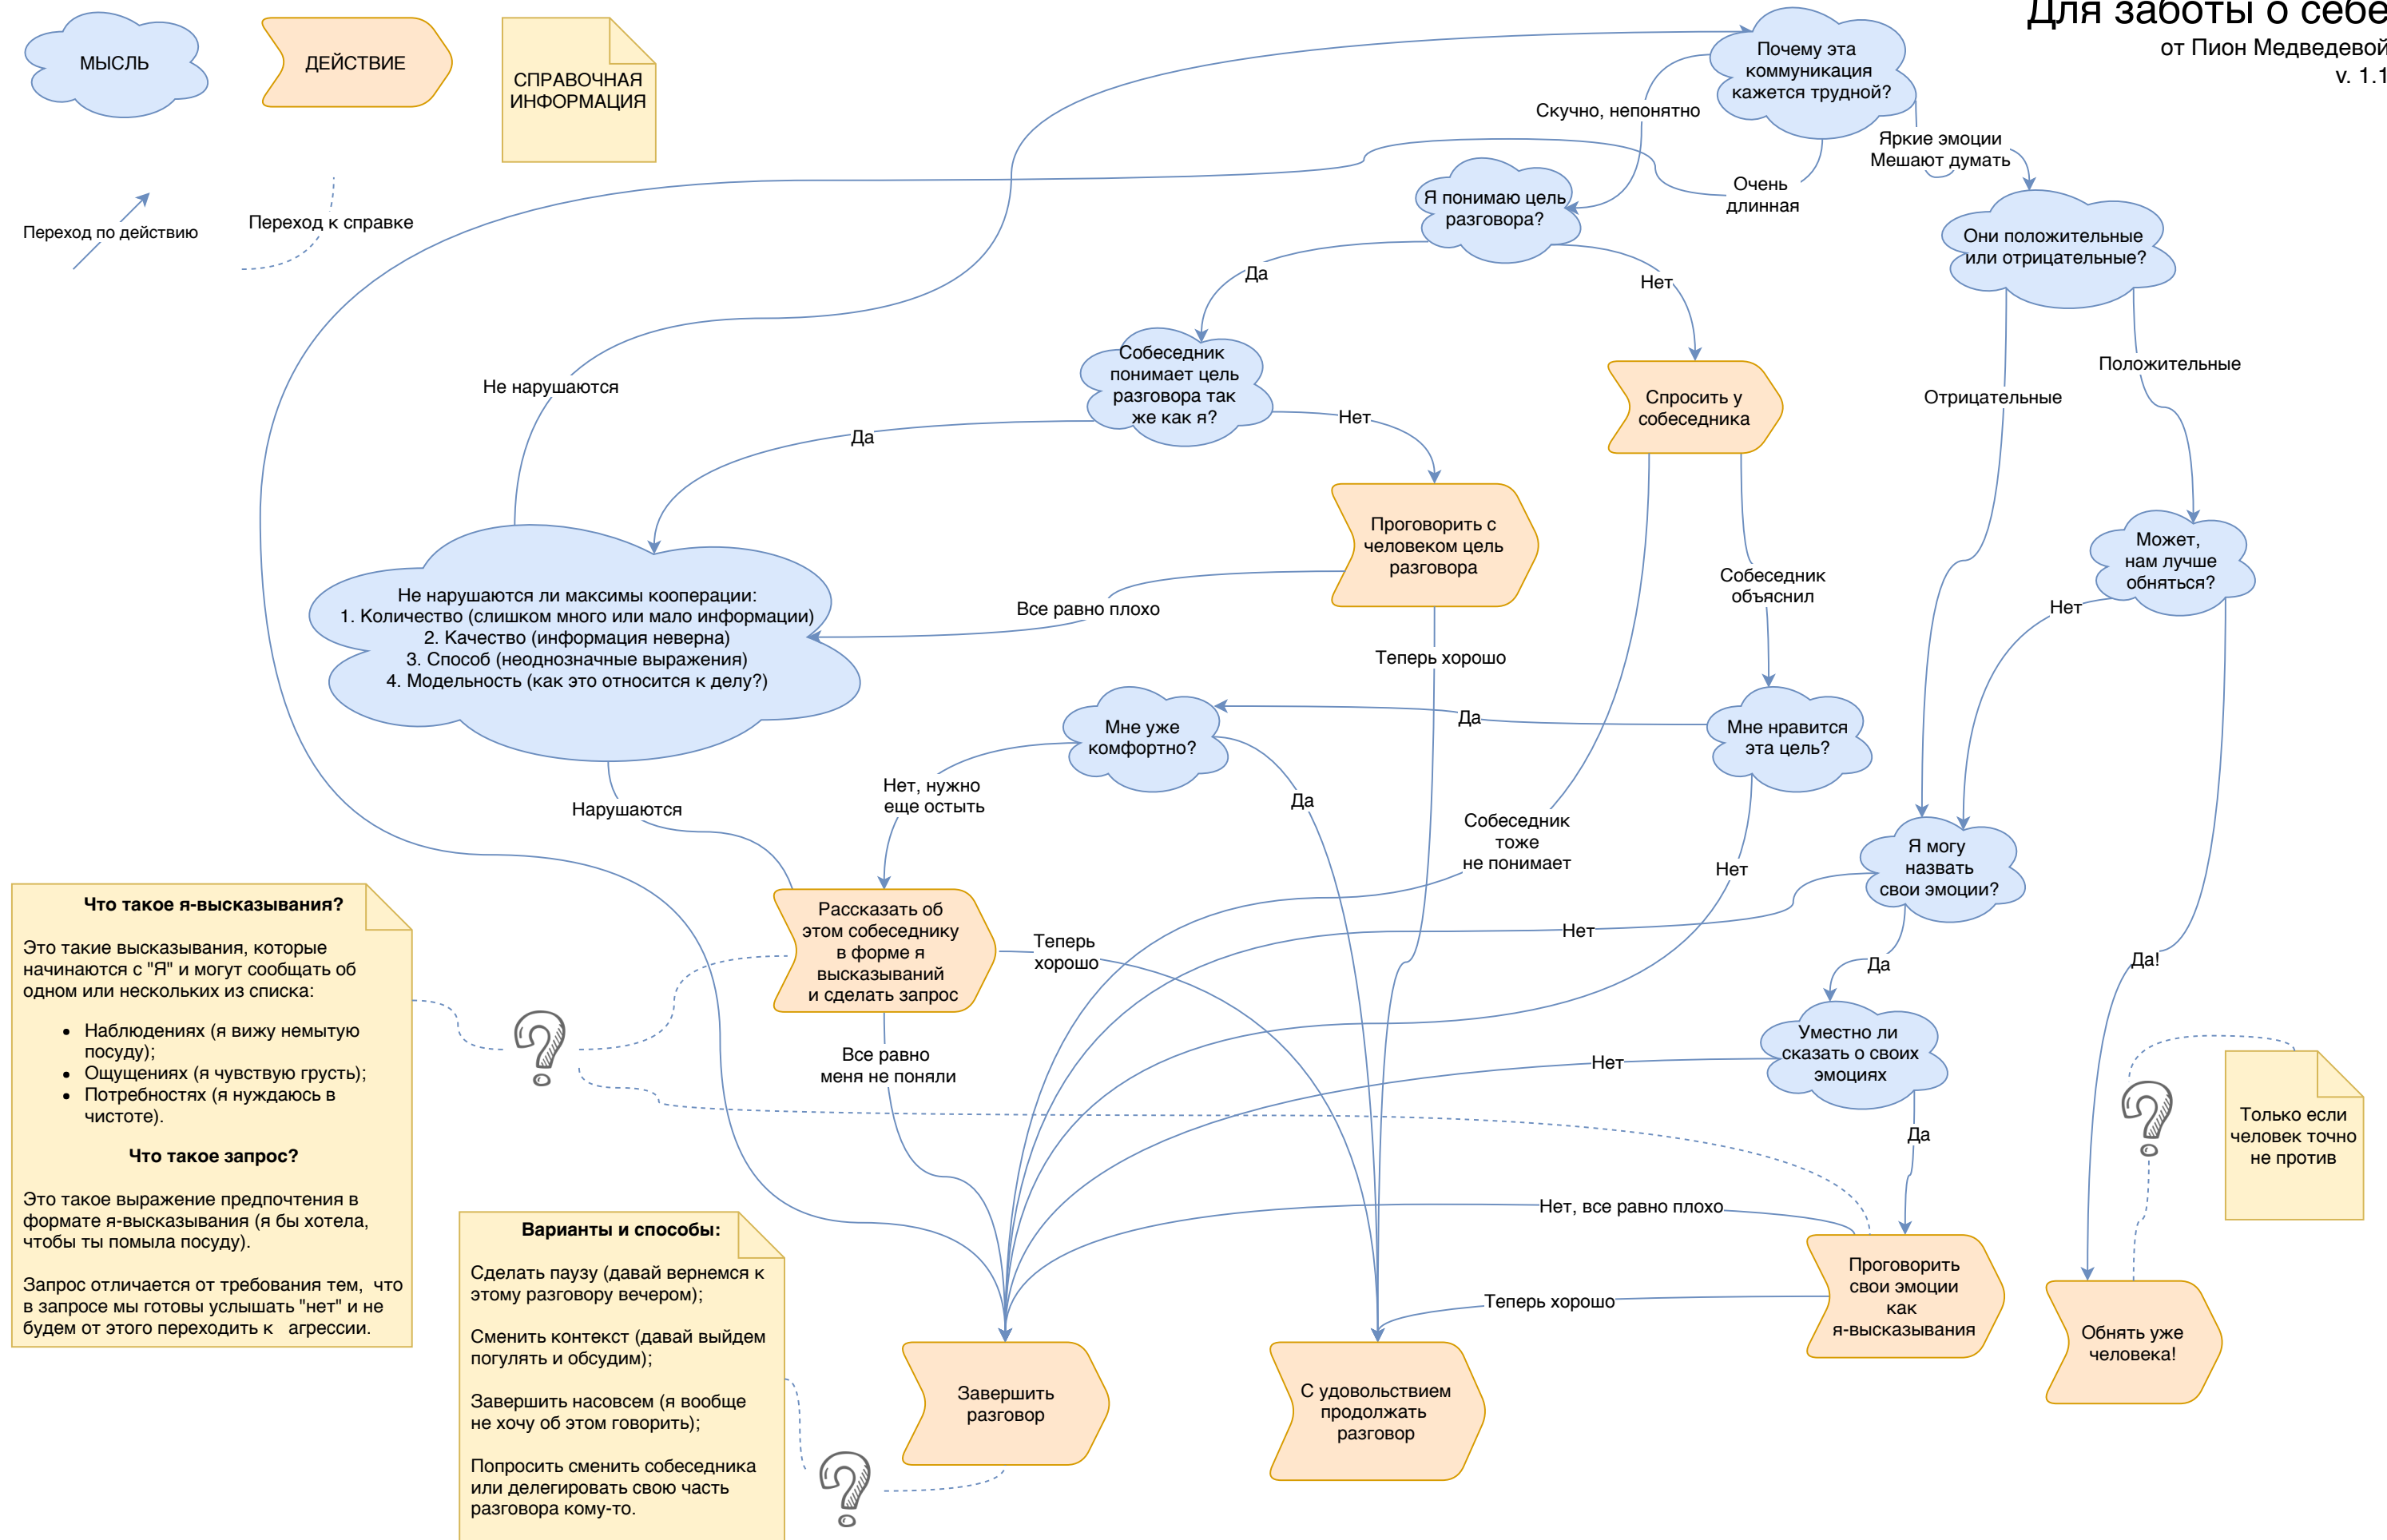 МЫСЛЬ
ДЕЙСТВИЕ
СПРАВОЧНАЯ
ИНФОРМАЦИЯ
Переход по действию
Переход к справке
Для заботы о себе
от Пион Медведевой
v. 1.1
Почему эта
коммуникация
кажется трудной?
Скучно, непонятно
Яркие эмоции
Мешают думать
Очень
длинная
Я понимаю цель
разговора?
Они положительные
или отрицательные?
Да
Нет
Собеседник
понимает цель
разговора так
же как я?
Не нарушаются
Положительные
Отрицательные
Спросить у
собеседника
Да
Нет
Проговорить с
человеком цель
разговора
Может,
нам лучше
обняться?
Собеседник
объяснил
Не нарушаются ли максимы кооперации:
1. Количество (слишком много или мало информации)
2. Качество (информация неверна)
3. Способ (неоднозначные выражения)
4. Модельность (как это относится к делу?)
Все равно плохо
Нет
Теперь хорошо
Мне уже
комфортно?
Да
Мне нравится
эта цель?
Нет, нужно
еще остыть
Да
Нарушаются
Собеседник
тоже
не понимает
Нет
Я могу
назвать
свои эмоции?
Что такое я-высказывания?
Это такие высказывания, которые
начинаются с "Я" и могут сообщать об
одном или нескольких из списка:
• Наблюдениях (я вижу немытую
посуду);
• Ощущениях (я чувствую грусть);
• Потребностях (я нуждаюсь в
чистоте).
Что такое запрос?
Это такое выражение предпочтения в
формате я-высказывания (я бы хотела,
чтобы ты помыла посуду).
Запрос отличается от требования тем, что
в запросе мы готовы услышать "нет" и не
будем от этого переходить к агрессии.
Рассказать об
этом собеседнику
в форме я
высказываний
и сделать запрос
Теперь
хорошо
Нет
Да
Да!
Все равно
меня не поняли
Уместно ли
сказать о своих
эмоциях
Нет
Да
Только если
человек точно
не против
Нет, все равно плохо
Проговорить
свои эмоции
как
я-высказывания
Теперь хорошо
Обнять уже
человека!
Варианты и способы:
Сделать паузу (давай вернемся к
этому разговору вечером);
Сменить контекст (давай выйдем
погулять и обсудим);
Завершить насовсем (я вообще
не хочу об этом говорить);
Попросить сменить собеседника
или делегировать свою часть
разговора кому-то.
Завершить
разговор
С удовольствием
продолжать
разговор